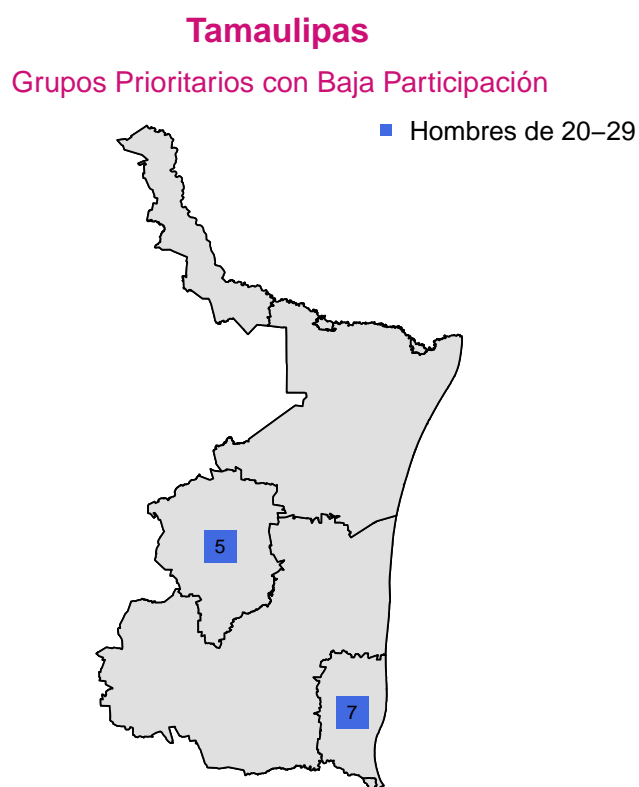 Tamaulipas
Grupos Prioritarios con Baja Participación
Hombres de 20−29
5
7